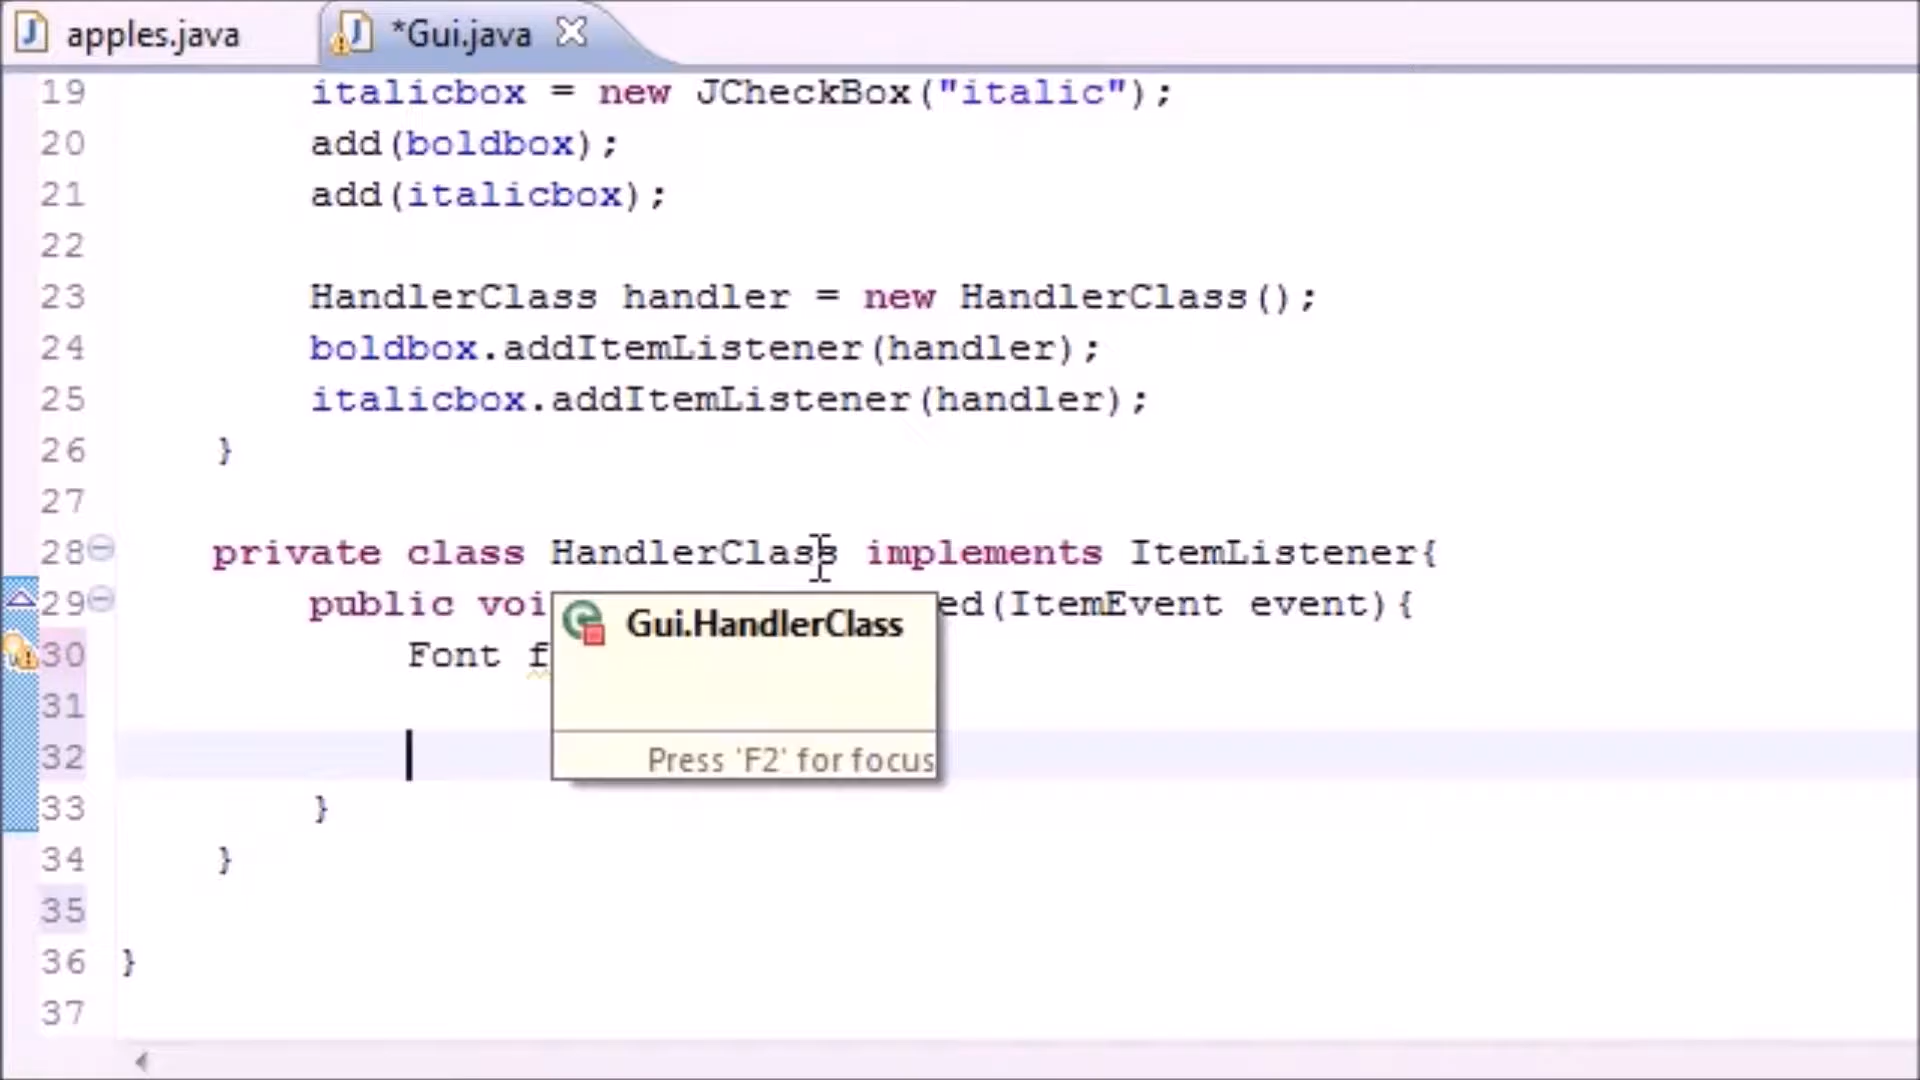 apples.java
*Gui.java
19 italicbox = new JCheckBox("italic");
20 add(boldbox);
21 add(italicbox);
22
23 HandlerClass handler = new HandlerClass();
24 boldbox.addItemListener(handler);
25 italicbox.addItemListener(handler);
26 }
27
28 private class HandlerClass implements ItemListener{
29 public voi ed(ItemEvent event){
Gui.HandlerClass
30 Font f
31
Press 'F2' for focus
32
33 }
34 }
35
36 }
37